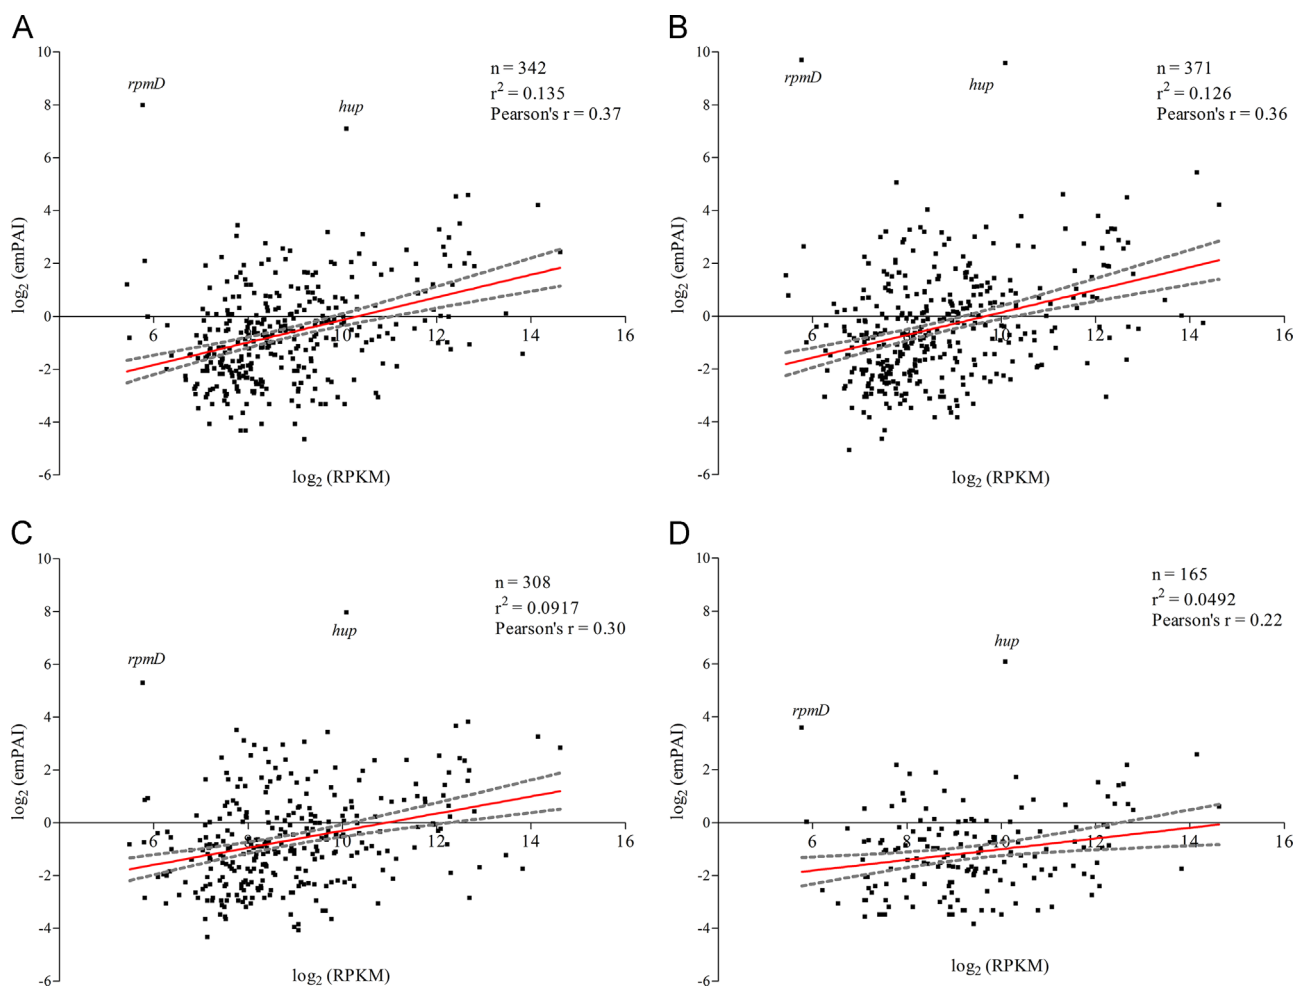 A
10
8
6
4
2
0
-2
-4
-6
log2 (emPAI)
rpmD
hup
n = 342
r2 = 0.135
Pearson's r = 0.37
6
8
10
12
14
16
log2 (RPKM)
B
10
8
6
4
2
0
-2
-4
-6
log2 (emPAI)
rpmD
hup
n = 371
r2 = 0.126
Pearson's r = 0.36
6
8
10
12
14
16
log2 (RPKM)
C
10
8
6
4
2
0
-2
-4
-6
log2 (emPAI)
rpmD
hup
n = 308
r2 = 0.0917
Pearson's r = 0.30
6
8
10
12
14
16
log2 (RPKM)
D
10
8
6
4
2
0
-2
-4
-6
log2 (emPAI)
rpmD
hup
n = 165
r2 = 0.0492
Pearson's r = 0.22
6
8
10
12
14
16
log2 (RPKM)